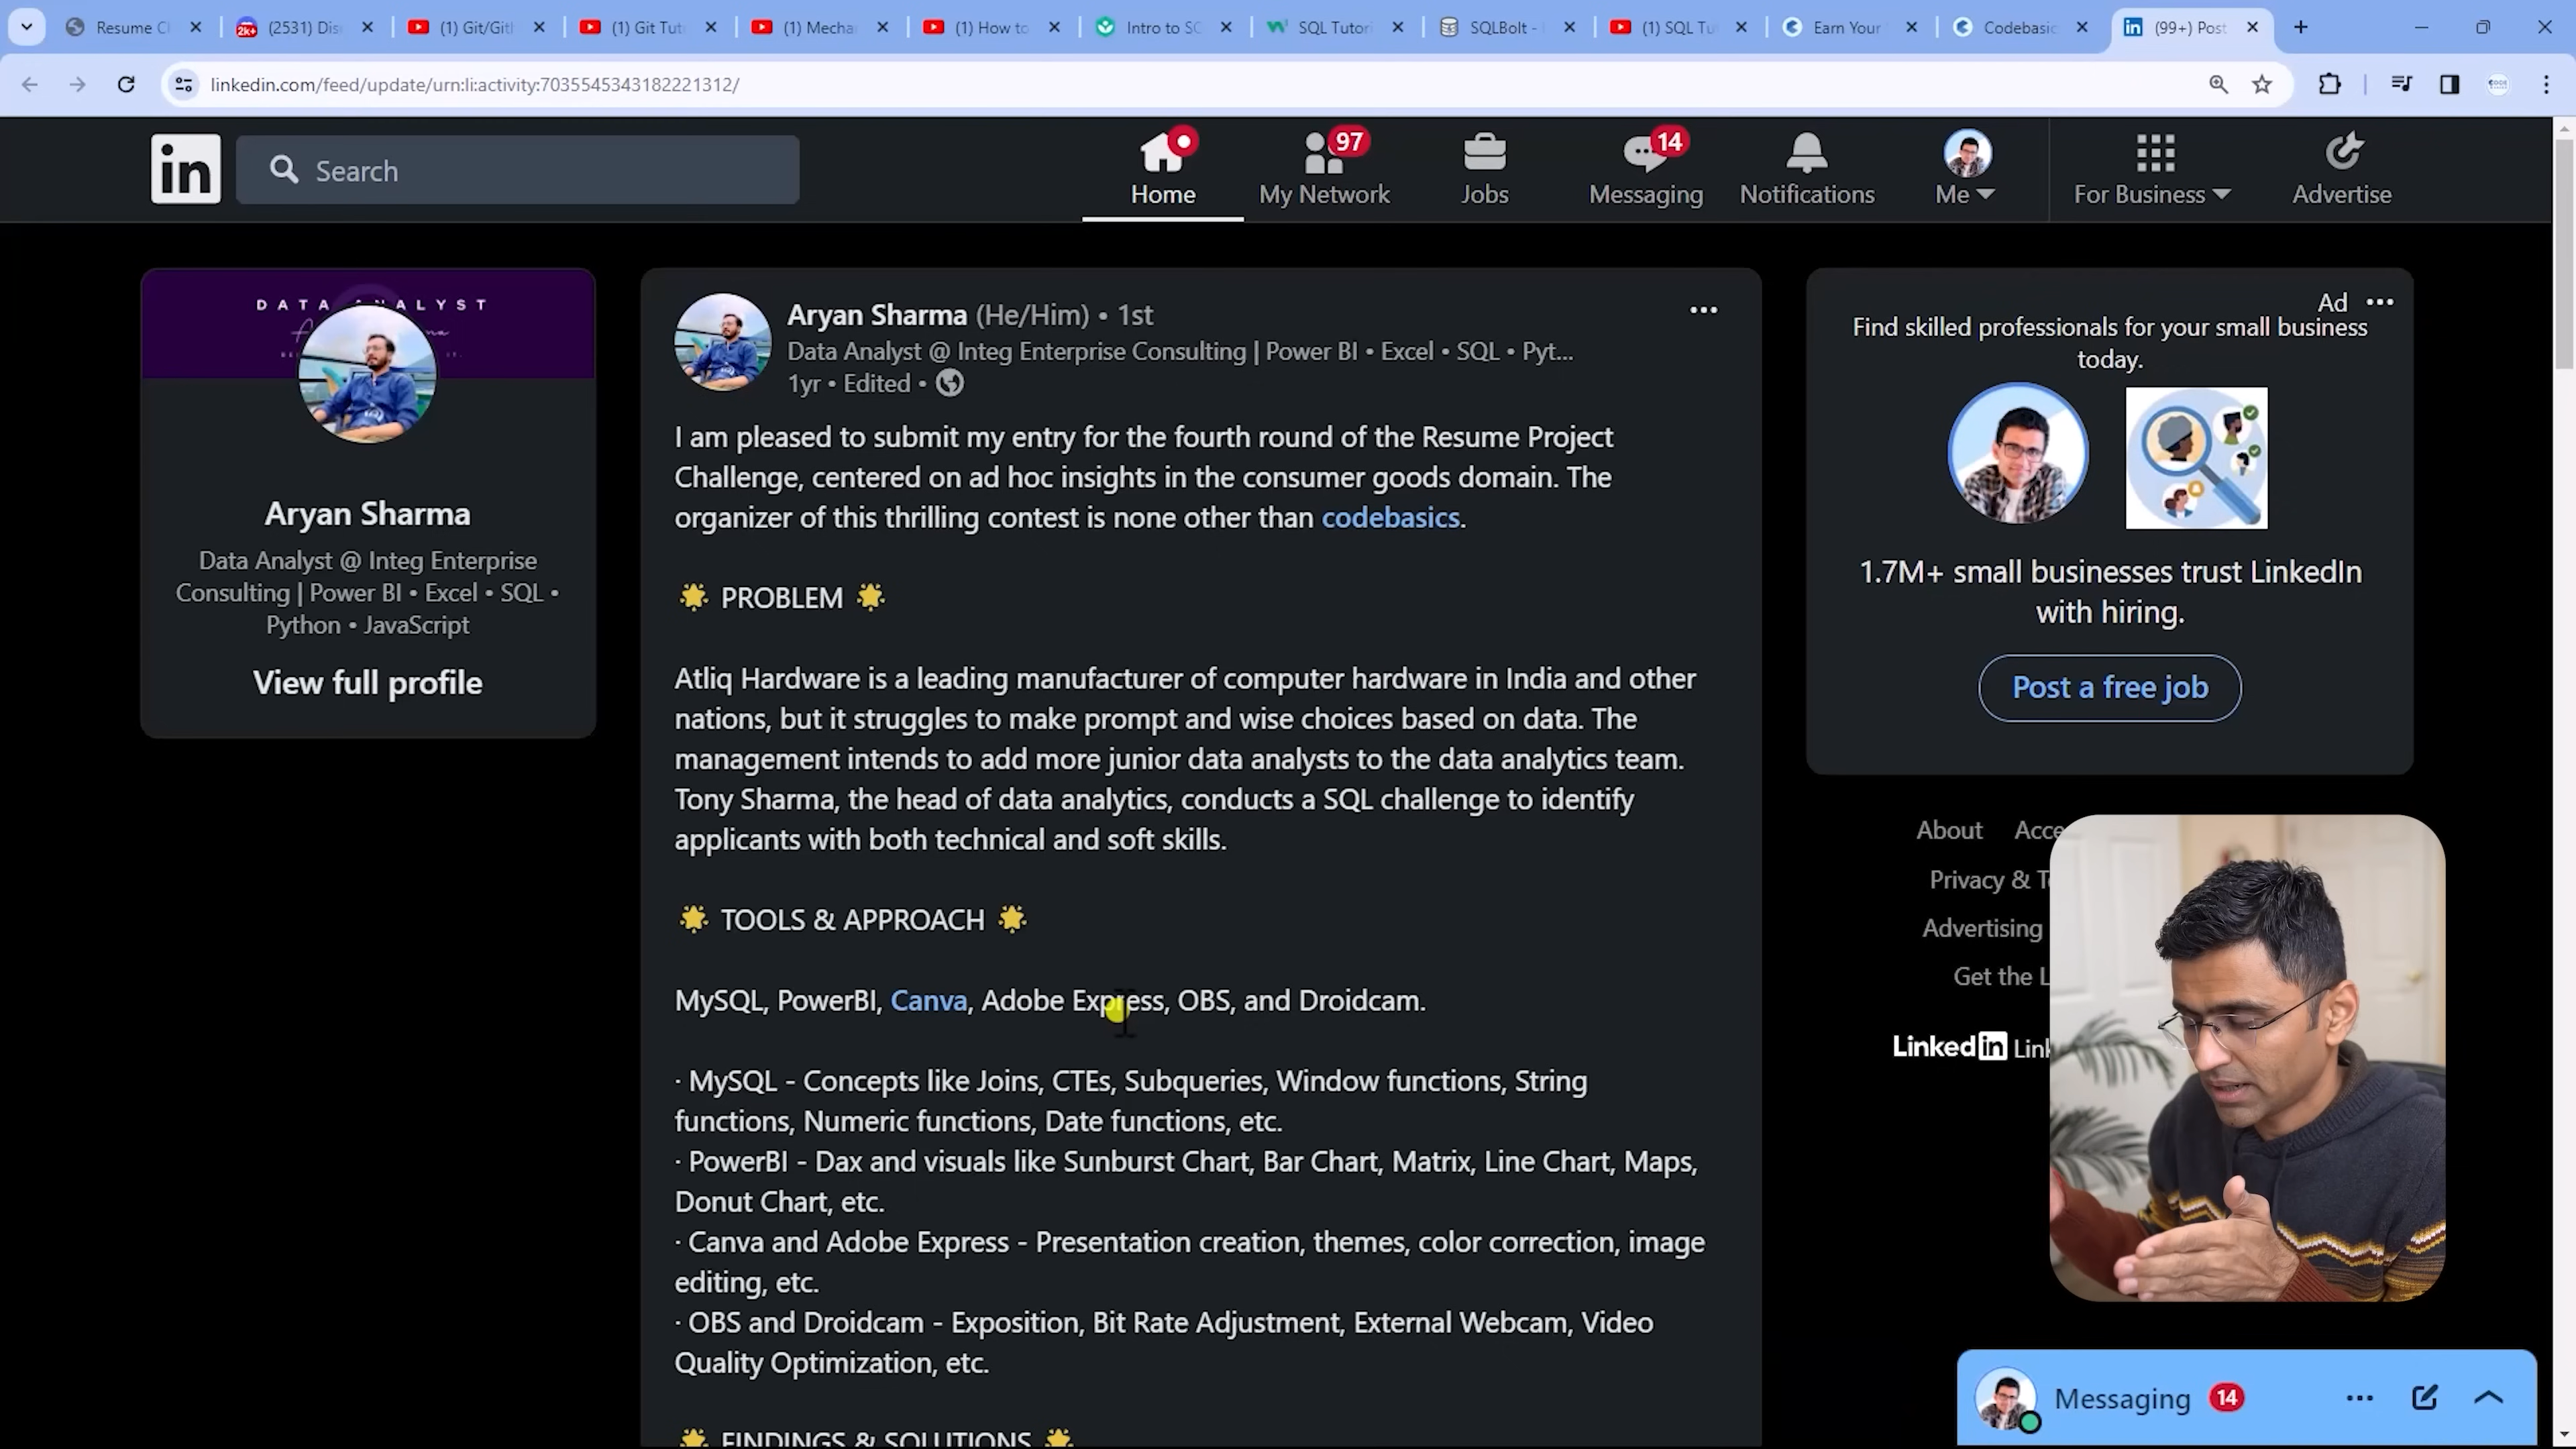 Resume Cl
(2531) Dis
(1) Git/Gitl
(1) Git Tut
(1) Mecha
(1) How to
Intro to SC
SQL Tutor
SQLBolt -
(1) SQL Tu
Earn Your
Codebasic
(99+) Post
2k+
linkedin.com/feed/update/urn:li:activity:7035545343182221312/
in
Search
Home
97
My Network
Jobs
14
Messaging
Notifications
Me
For Business
Advertise
DATA ANALYST
Aryan Sharma
Data Analyst @ Integ Enterprise
Consulting | Power BI • Excel • SQL •
Python • JavaScript
View full profile
Aryan Sharma (He/Him) • 1st
Data Analyst @ Integ Enterprise Consulting | Power BI • Excel • SQL • Pyt...
1yr • Edited •
I am pleased to submit my entry for the fourth round of the Resume Project
Challenge, centered on ad hoc insights in the consumer goods domain. The
organizer of this thrilling contest is none other than codebasics.
PROBLEM
Atliq Hardware is a leading manufacturer of computer hardware in India and other
nations, but it struggles to make prompt and wise choices based on data. The
management intends to add more junior data analysts to the data analytics team.
Tony Sharma, the head of data analytics, conducts a SQL challenge to identify
applicants with both technical and soft skills.
TOOLS & APPROACH
MySQL, PowerBI, Canva, Adobe Express, OBS, and Droidcam.
· MySQL - Concepts like Joins, CTEs, Subqueries, Window functions, String
functions, Numeric functions, Date functions, etc.
· PowerBI - Dax and visuals like Sunburst Chart, Bar Chart, Matrix, Line Chart, Maps,
Donut Chart, etc.
· Canva and Adobe Express - Presentation creation, themes, color correction, image
editing, etc.
· OBS and Droidcam - Exposition, Bit Rate Adjustment, External Webcam, Video
Quality Optimization, etc.
FINDINGS & SOLUTIONS
Ad
Find skilled professionals for your small business
today.
1.7M+ small businesses trust LinkedIn
with hiring.
Post a free job
About Acce
Privacy & T
Advertising
Get the L
Linked in Link
Messaging 14